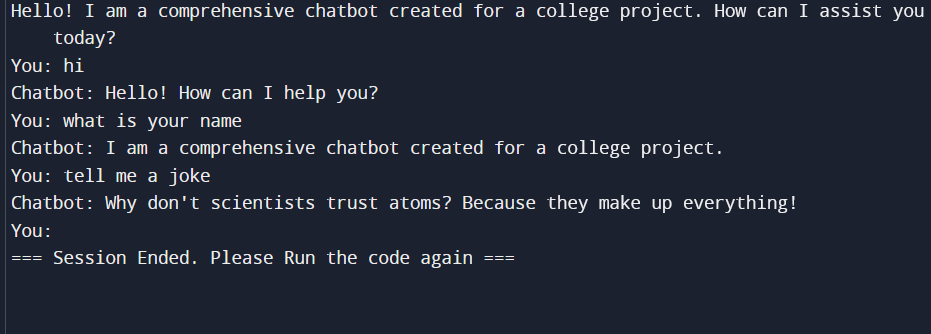 Hello! I am a comprehensive chatbot created for a college project. How can I assist you
today?
You: hi
Chatbot: Hello! How can I help you?
You: what is your name
Chatbot: I am a comprehensive chatbot created for a college project.
You: tell me a joke
Chatbot: Why don't scientists trust atoms? Because they make up everything!
You:
=== Session Ended. Please Run the code again ===